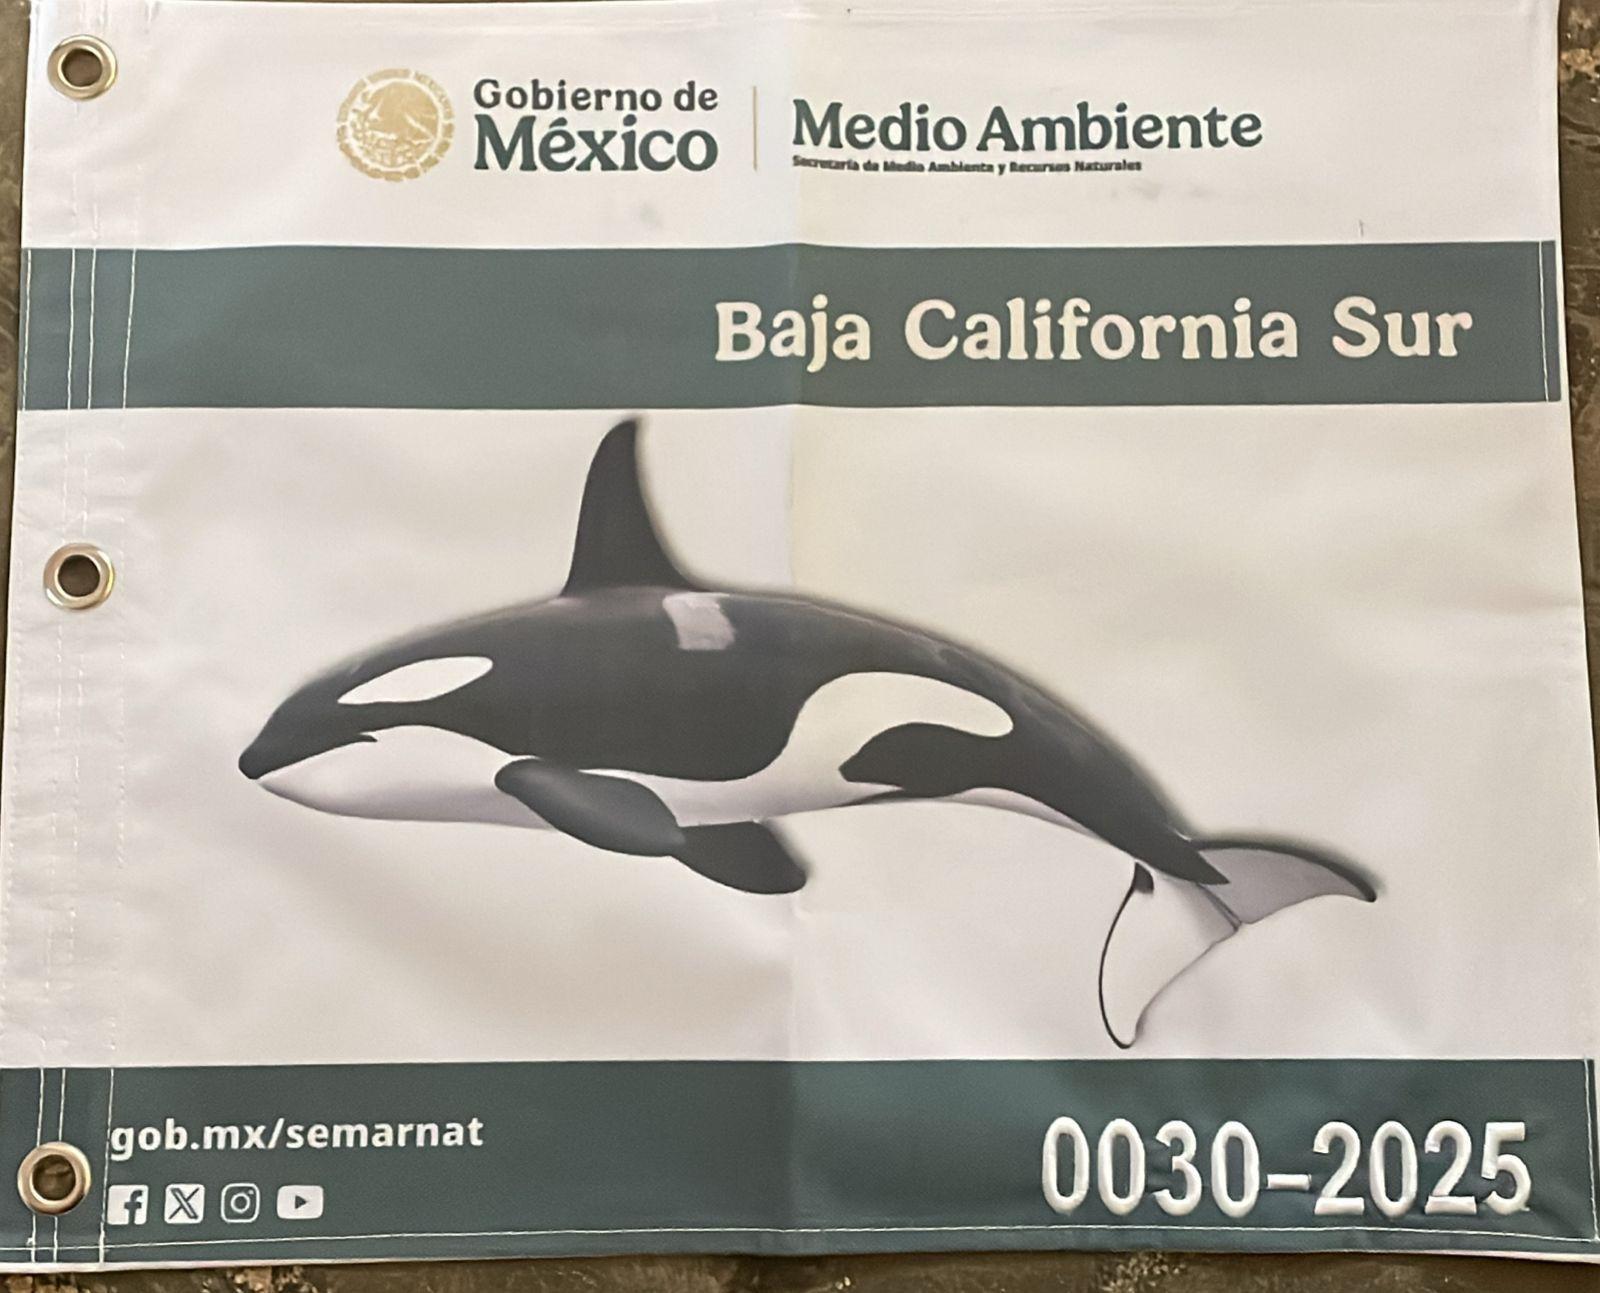 Gobierno de
México
Medio Ambiente
Secretaría de Medio Ambiente y Recursos Naturales
Baja California Sur
gob.mx/semarnat
0030-2025